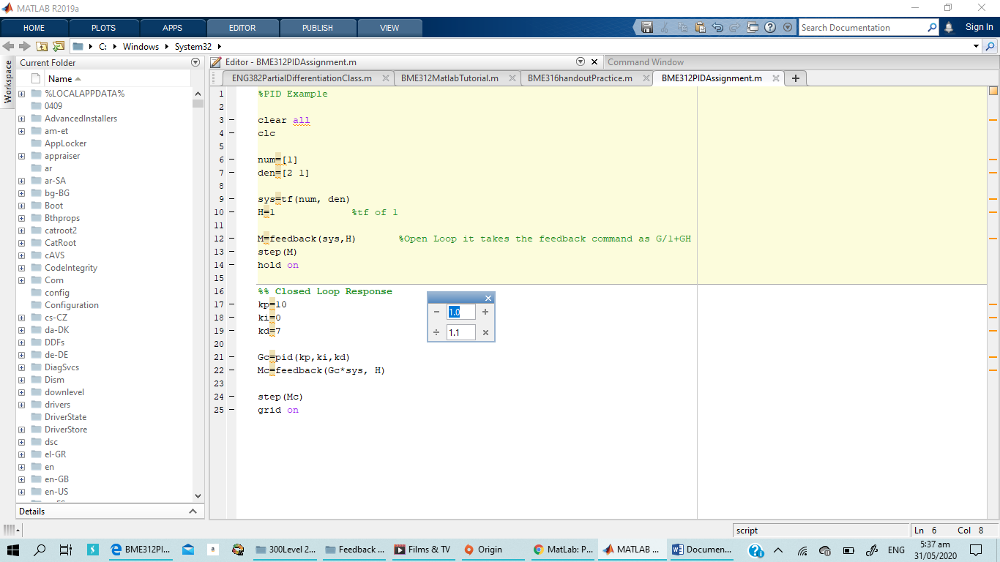 MATLAB R2019a
HOME PLOTS APPS EDITOR PUBLISH VIEW Search Documentation Sign In
C: Windows System32
Workspace
Current Folder
Name
%LOCALAPPDATA%
0409
AdvancedInstallers
am-et
AppLocker
appraiser
ar
ar-SA
bg-BG
Boot
Bthprops
catroot2
CatRoot
cAVS
CodeIntegrity
Com
config
Configuration
cs-CZ
da-DK
DDFs
de-DE
DiagSvcs
Dism
downlevel
drivers
DriverState
DriverStore
dsc
el-GR
en
en-GB
en-US
Details
Editor - BME312PIDAssignment.m
Command Window
ENG382PartialDifferentiationClass.m BME312MatlabTutorial.m BME316handoutPractice.m BME312PIDAssignment.m
1 %PID Example
2
3 – clear all
4 – clc
5
6 – num=[1]
7 – den=[2 1]
8
9 – sys=tf(num, den)
10 – H=1 %tf of 1
11
12 – M=feedback(sys,H) %Open Loop it takes the feedback command as G/1+GH
13 – step(M)
14 – hold on
15
16 %% Closed Loop Response
17 – kp=10
18 – ki=0
19 – kd=7
20
21 – Gc=pid(kp,ki,kd)
22 – Mc=feedback(Gc*sys, H)
23
24 – step(Mc)
25 – grid on
− 1.0 +
÷ 1.1 ×
script Ln 6 Col 8
BME312PI... a 300Level 2... Feedback ... Films & TV Origin MatLab: P... MATLAB ... Documen... ENG
5:37 am
31/05/2020